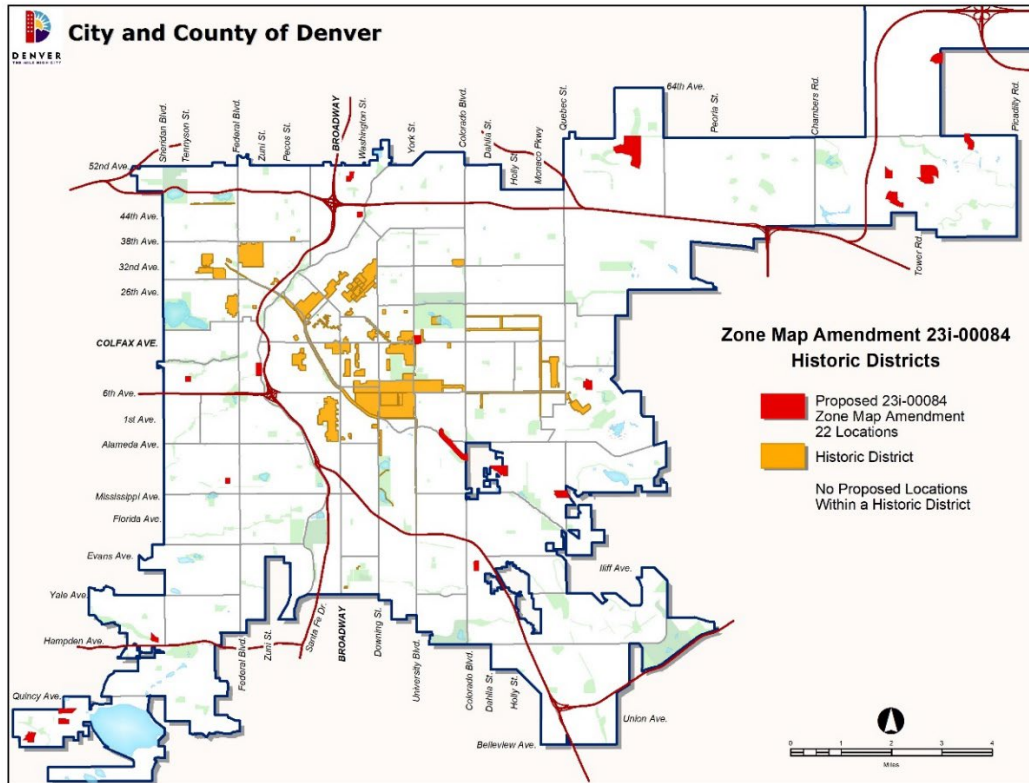 DENVER
THE MILE HIGH CITY
City and County of Denver
64th Ave.
Sheridan Blvd.
Tennyson St.
Federal Blvd.
Zuni St.
Pecos St.
BROADWAY
Washington St.
York St.
Colorado Blvd.
Dahlia St.
Holly St.
Monaco Pkwy
Quebec St.
Peoria St.
Chambers Rd.
Picadilly Rd.
52nd Ave.
44th Ave.
38th Ave.
32nd Ave.
26th Ave.
COLFAX AVE.
6th Ave.
1st Ave.
Alameda Ave.
Mississippi Ave.
Florida Ave.
Evans Ave.
Yale Ave.
Hampden Ave.
Quincy Ave.
Tower Rd.
Zone Map Amendment 23i-00084
Historic Districts
Proposed 23i-00084
Zone Map Amendment
22 Locations
Historic District
No Proposed Locations
Within a Historic District
Iliff Ave.
Federal Blvd.
Zuni St.
Santa Fe Dr.
BROADWAY
Downing St.
University Blvd.
Colorado Blvd.
Dahlia St.
Holly St.
Union Ave.
Belleview Ave.
0 1 2 3 4
Miles